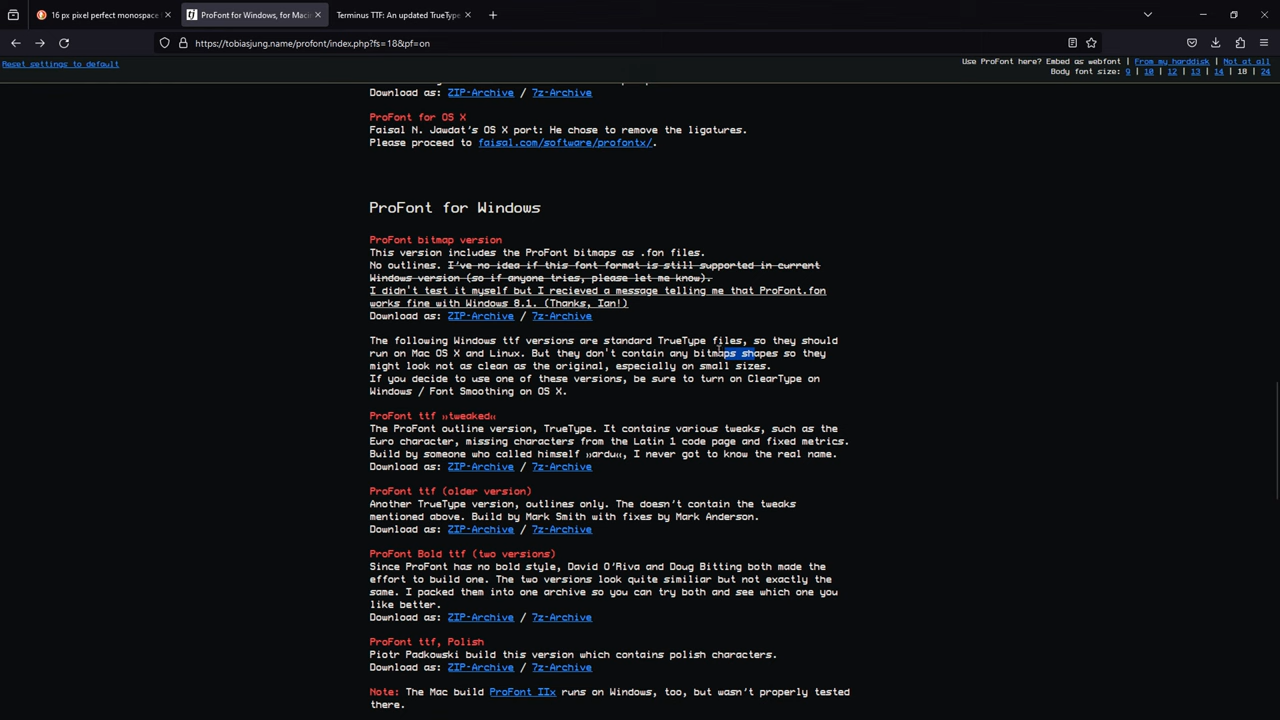 16 px pixel perfect monospace
ProFont for Windows, for Maci
Terminus TTF: An updated TrueType
https://tobiasjung.name/profont/index.php?fs=18&pf=on
Reset settings to default
Use ProFont here? Embed as webfont | From my harddisk | Not at all
Body font size: 9 | 10 | 12 | 13 | 14 | 18 | 24
Download as: ZIP-Archive / 7z-Archive
ProFont for OS X
Faisal N. Jawdat's OS X port: He chose to remove the ligatures.
Please proceed to faisal.com/software/profontx/.
ProFont for Windows
ProFont bitmap version
This version includes the ProFont bitmaps as .fon files.
No outlines. I've no idea if this font format is still supported in current
Windows version (so if anyone tries, please let me know).
I didn't test it myself but I recieved a message telling me that ProFont.fon
works fine with Windows 8.1. (Thanks, Ian!)
Download as: ZIP-Archive / 7z-Archive
The following Windows ttf versions are standard TrueType files, so they should
run on Mac OS X and Linux. But they don't contain any bitmaps shapes so they
might look not as clean as the original, especially on small sizes.
If you decide to use one of these versions, be sure to turn on ClearType on
Windows / Font Smoothing on OS X.
ProFont ttf »tweaked«
The ProFont outline version, TrueType. It contains various tweaks, such as the
Euro character, missing characters from the Latin 1 code page and fixed metrics.
Build by someone who called himself »ardu«, I never got to know the real name.
Download as: ZIP-Archive / 7z-Archive
ProFont ttf (older version)
Another TrueType version, outlines only. The doesn't contain the tweaks
mentioned above. Build by Mark Smith with fixes by Mark Anderson.
Download as: ZIP-Archive / 7z-Archive
ProFont Bold ttf (two versions)
Since ProFont has no bold style, David O'Riva and Doug Bitting both made the
effort to build one. The two versions look quite similiar but not exactly the
same. I packed them into one archive so you can try both and see which one you
like better.
Download as: ZIP-Archive / 7z-Archive
ProFont ttf, Polish
Piotr Padkowski build this version which contains polish characters.
Download as: ZIP-Archive / 7z-Archive
Note: The Mac build ProFont IIx runs on Windows, too, but wasn't properly tested
there.